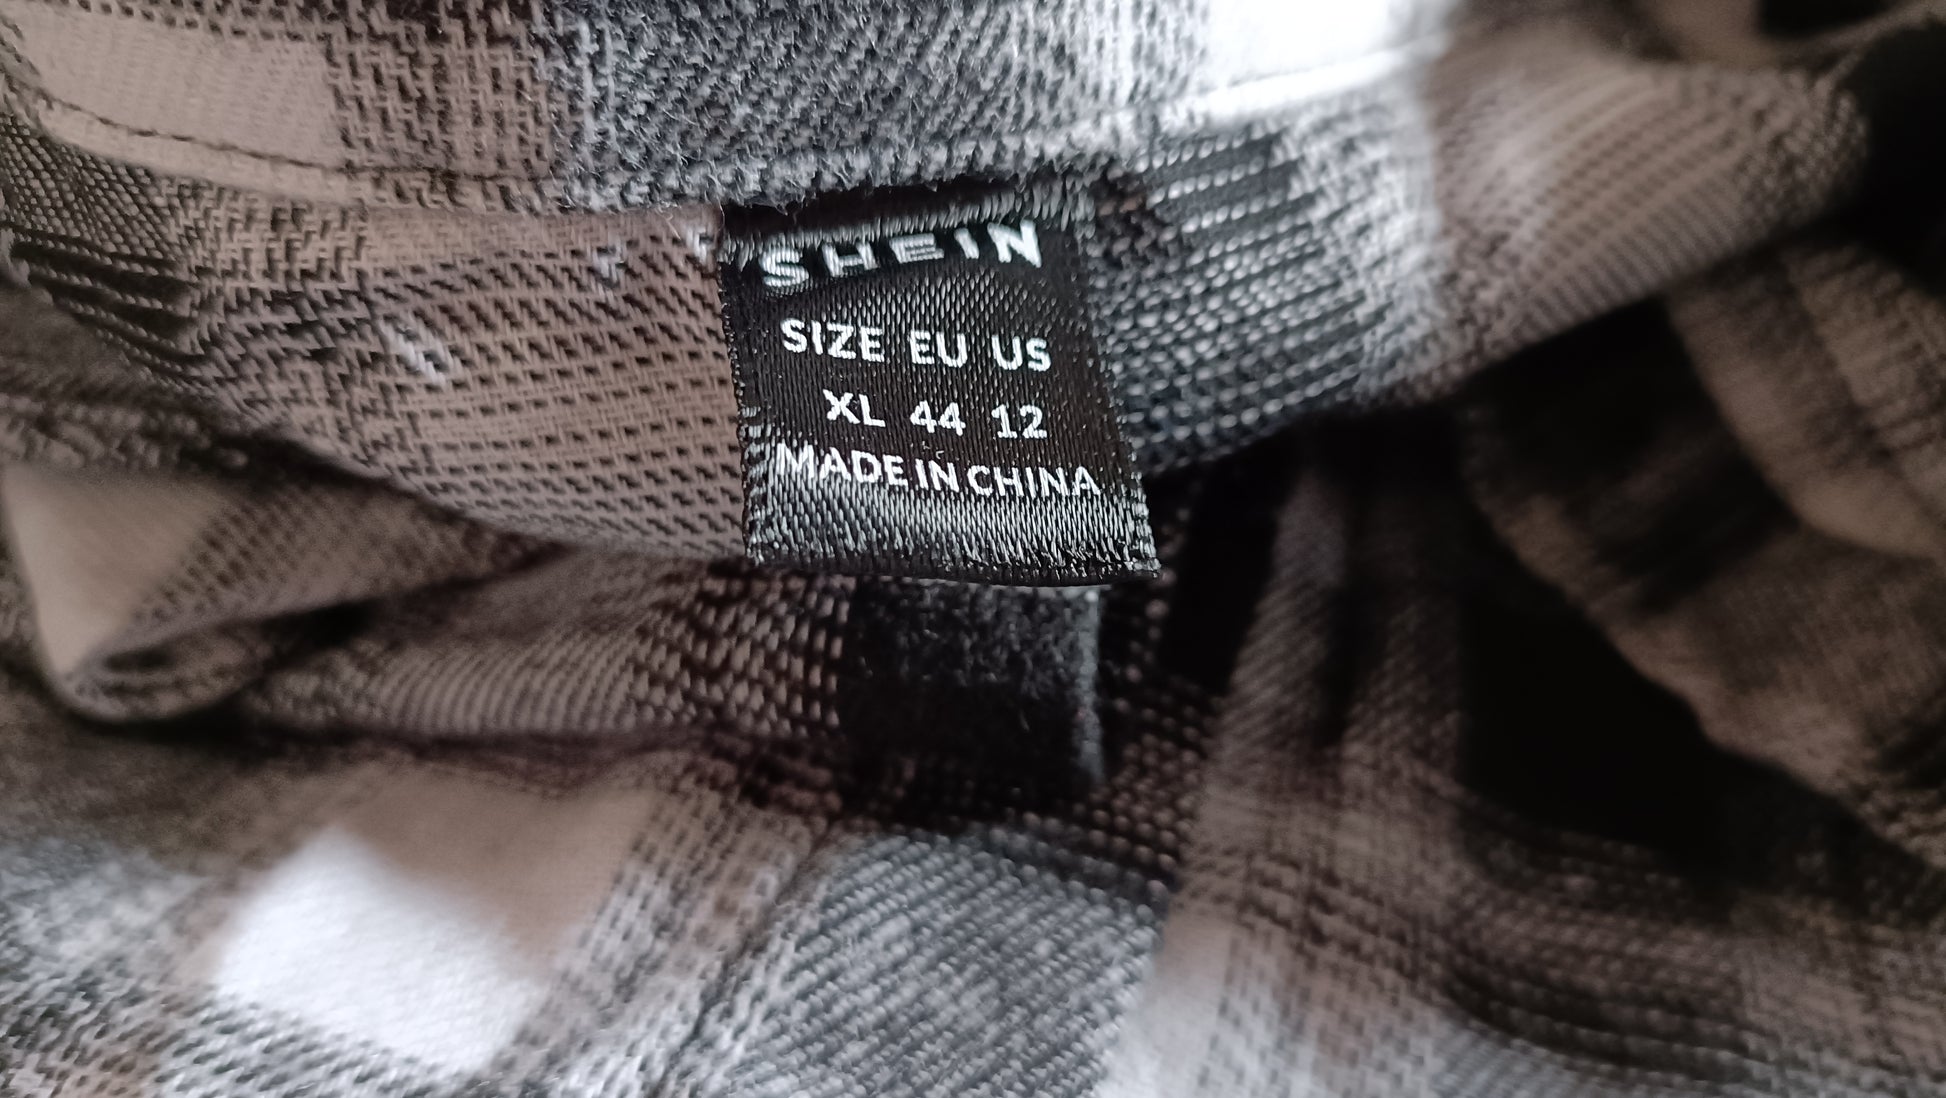 SHEIN
SIZE EU US
XL 44 12
MADE IN CHINA